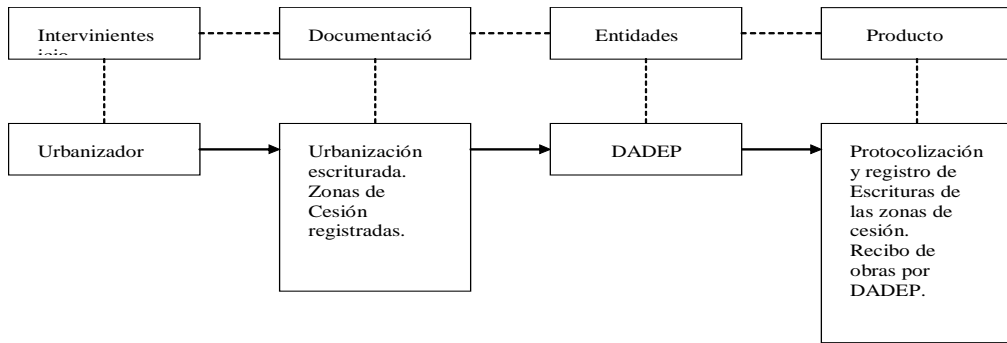 Intervinientes
Documentació
Entidades
Producto
Urbanizador
Urbanización
escriturada.
Zonas de
Cesión
registradas.
DADEP
Protocolización
y registro de
Escrituras de
las zonas de
cesión.
Recibo de
obras por
DADEP.